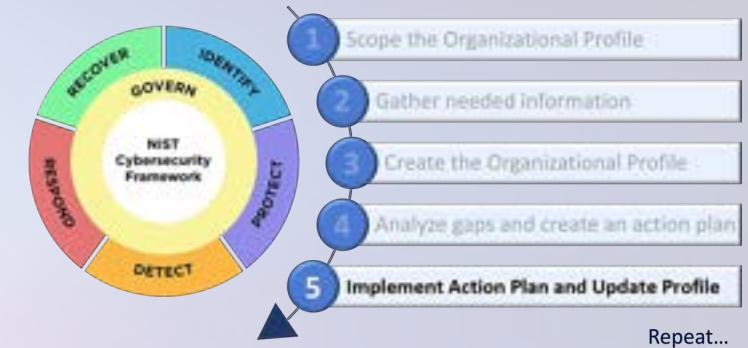 RECOVER
IDENTIFY
GOVERN
NIST
Cybersecurity
Framework
RESPOND
PROTECT
DETECT
1 Scope the Organizational Profile
2 Gather needed information
3 Create the Organizational Profile
4 Analyze gaps and create an action plan
5 Implement Action Plan and Update Profile
Repeat...